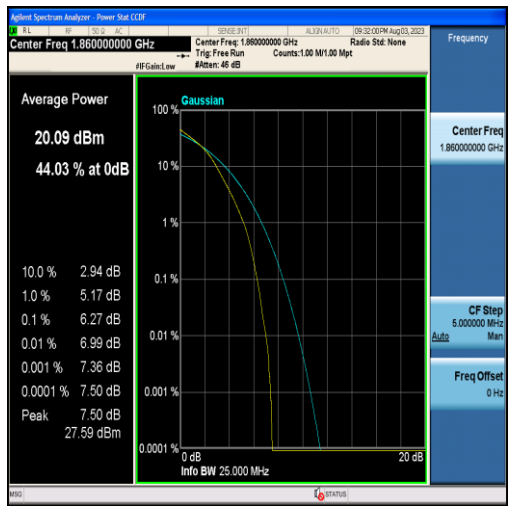 Agilent Spectrum Analyzer - Power Stat CCDF
RL RF 50 Ω AC SENSE:INT ALIGN AUTO 09:32:00 PM Aug 03, 2023
Center Freq 1.860000000 GHz
Center Freq: 1.860000000 GHz Radio Std: None
Trig: Free Run Counts:1.00 M/1.00 Mpt
#IFGain:Low #Atten: 46 dB
Frequency
Average Power
20.09 dBm
44.03 % at 0dB
10.0 % 2.94 dB
1.0 % 5.17 dB
0.1 % 6.27 dB
0.01 % 6.99 dB
0.001 % 7.36 dB
0.0001 % 7.50 dB
Peak 7.50 dB
27.59 dBm
Gaussian
100 %
10 %
1 %
0.1 %
0.01 %
0.001 %
0.0001 %
0 dB 20 dB
Info BW 25.000 MHz
Center Freq
1.860000000 GHz
CF Step
5.000000 MHz
Auto Man
Freq Offset
0 Hz
MSG STATUS